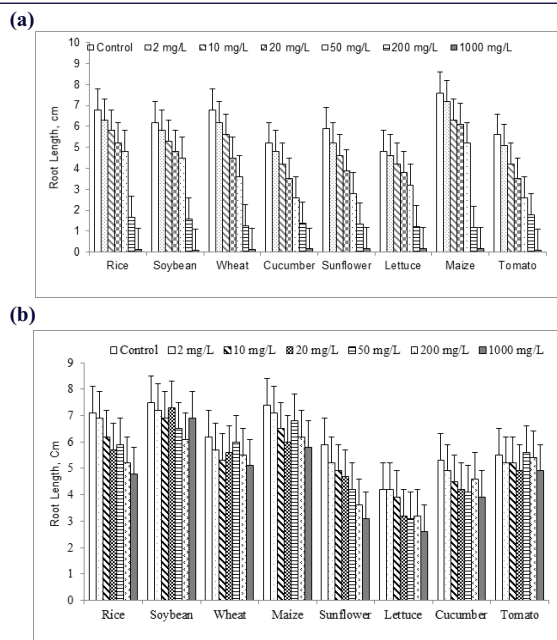 (a)
10
Control 2 mg/L 10 mg/L 20 mg/L 50 mg/L 200 mg/L 1000 mg/L
9
8
7
6
5
4
3
2
1
0
Root Length, cm
Rice Soybean Wheat Cucumber Sunflower Lettuce Maize Tomato
(b)
9
Control 2 mg/L 10 mg/L 20 mg/L 50 mg/L 200 mg/L 1000 mg/L
8
7
6
5
4
3
2
1
0
Root Length, Cm
Rice Soybean Wheat Maize Sunflower Lettuce Cucumber Tomato